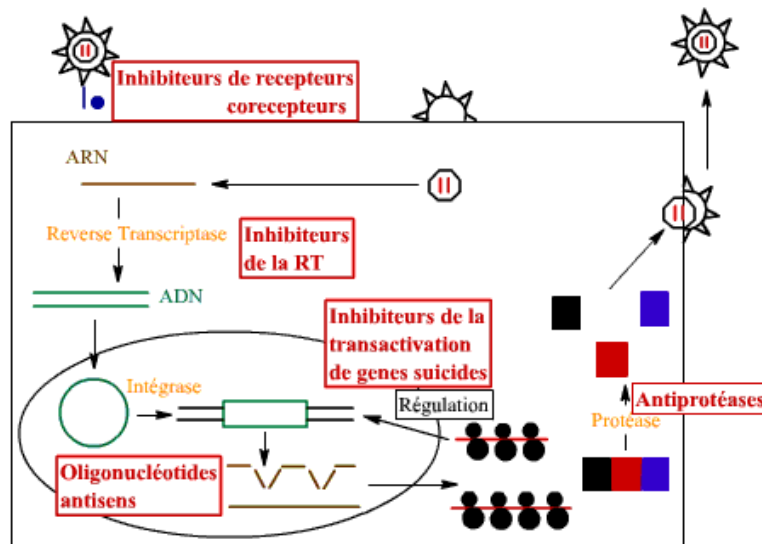 Inhibiteurs de recepteurs
corecepteurs
ARN
Reverse Transcriptase
Inhibiteurs
de la RT
ADN
Inhibiteurs de la
transactivation
de genes suicides
Intégrase
Régulation
Antiprotéases
Protéase
Oligonucléotides
antisens